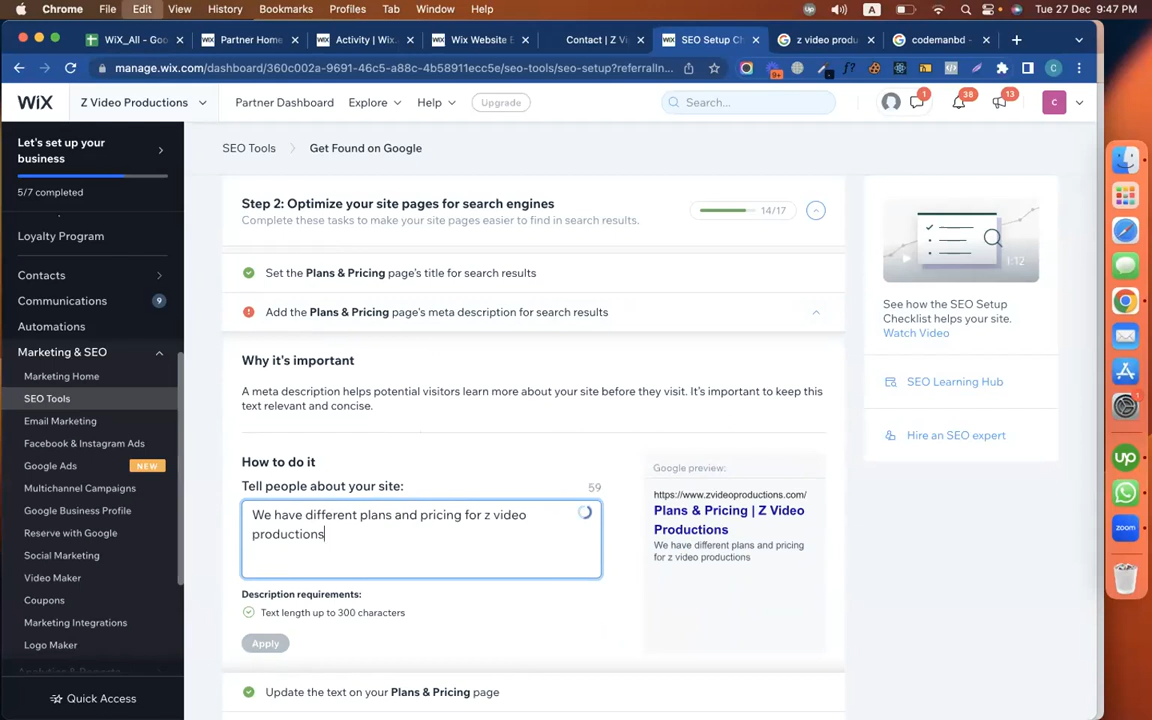 Chrome File Edit View History Bookmarks Profiles Tab Window Help
A Tue 27 Dec 9:47 PM
WiX_All - Goo
Partner Home
Activity | Wix.
Wix Website E
Contact | Z Vi
SEO Setup Ch
z video produ
codemanbd -
manage.wix.com/dashboard/360c002a-9691-46c5-a88c-4b58911ecc5e/seo-tools/seo-setup?referralIn...
C
WiX
Z Video Productions
Partner Dashboard
Explore
Help
Upgrade
Search...
1
38
13
C
Let's set up your
business
5/7 completed
Loyalty Program
Contacts
Communications
9
Automations
Marketing & SEO
Marketing Home
SEO Tools
Email Marketing
Facebook & Instagram Ads
Google Ads
NEW
Multichannel Campaigns
Google Business Profile
Reserve with Google
Social Marketing
Video Maker
Coupons
Marketing Integrations
Logo Maker
Quick Access
SEO Tools
Get Found on Google
Step 2: Optimize your site pages for search engines
Complete these tasks to make your site pages easier to find in search results.
14/17
Set the Plans & Pricing page's title for search results
Add the Plans & Pricing page's meta description for search results
Why it's important
A meta description helps potential visitors learn more about your site before they visit. It's important to keep this
text relevant and concise.
How to do it
Tell people about your site:
59
We have different plans and pricing for z video
productions
Description requirements:
Text length up to 300 characters
Apply
Google preview:
https://www.zvideoproductions.com/
Plans & Pricing | Z Video
Productions
We have different plans and pricing
for z video productions
Update the text on your Plans & Pricing page
1:12
See how the SEO Setup
Checklist helps your site.
Watch Video
SEO Learning Hub
Hire an SEO expert
1
up
zoom